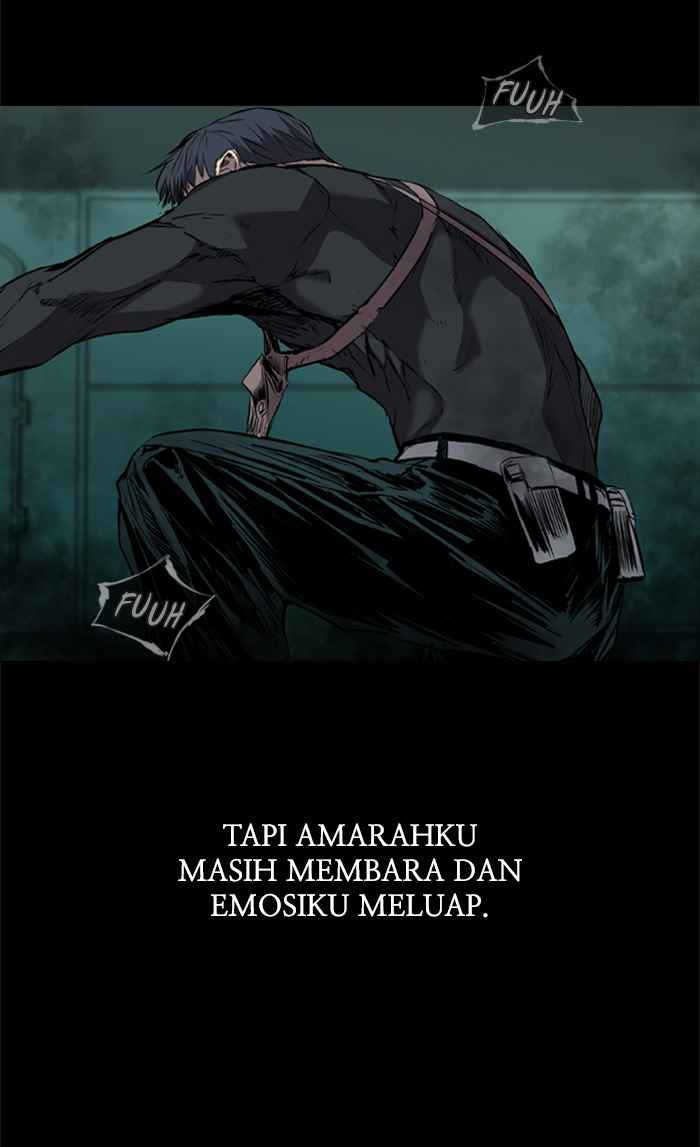 FUUH
FUUH
TAPI AMARAHKU
MASIH MEMBARA DAN
EMOSIKU MELUAP.